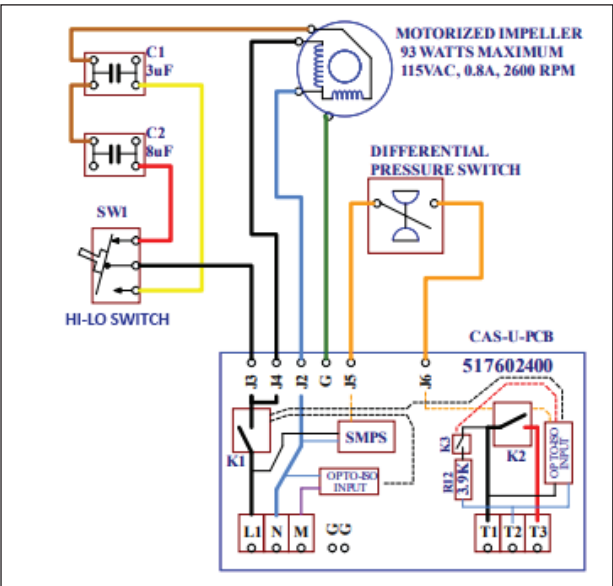 MOTORIZED IMPELLER
93 WATTS MAXIMUM
115VAC, 0.8A, 2600 RPM
C1
3uF
C2
8uF
DIFFERENTIAL
PRESSURE SWITCH
SW1
HI-LO SWITCH
CAS-U-PCB
517602400
J3
J4
J2
G
J5
J6
K1
SMPS
OPTO-ISO
INPUT
K3
R12
3.9K
K2
OPTO-ISO
INPUT
L1
N
M
G
G
T1
T2
T3